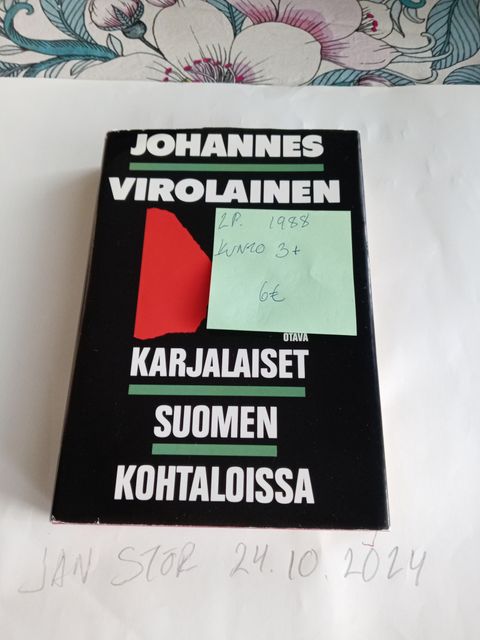 JOHANNES
VIROLAINEN
2P. 1988
KUNTO 3+
6€
OTAVA
KARJALAISET
SUOMEN
KOHTALOISSA
JAN STOR 24.10.2024